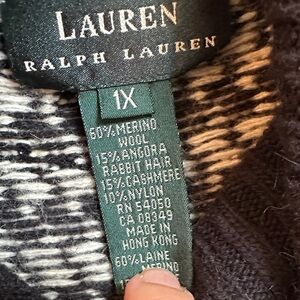 LAUREN
RALPH LAUREN
1X
60% MERINO
WOOL
15% ANGORA
RABBIT HAIR
15% CASHMERE
10% NYLON
RN 54050
CA 08349
MADE IN
HONG KONG
60% LAINE
MERINO